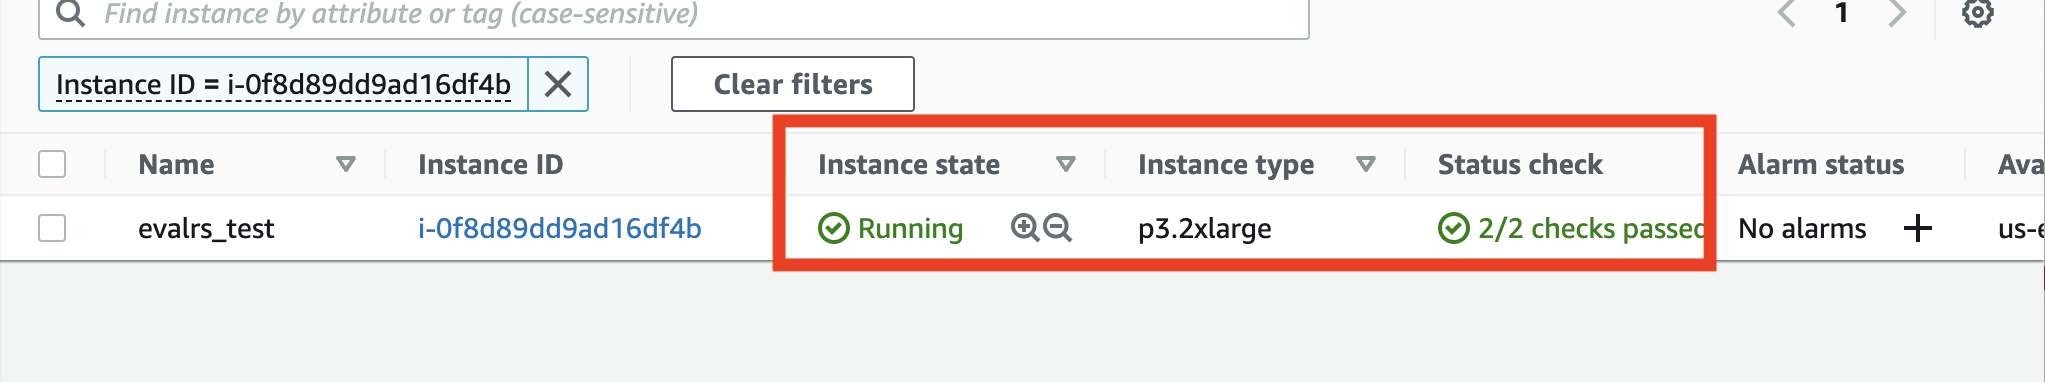 Find instance by attribute or tag (case-sensitive)
1
Instance ID = i-0f8d89dd9ad16df4b
Clear filters
Name Instance ID Instance state Instance type Status check Alarm status Ava
evalrs_test i-0f8d89dd9ad16df4b Running p3.2xlarge 2/2 checks passed No alarms us-e